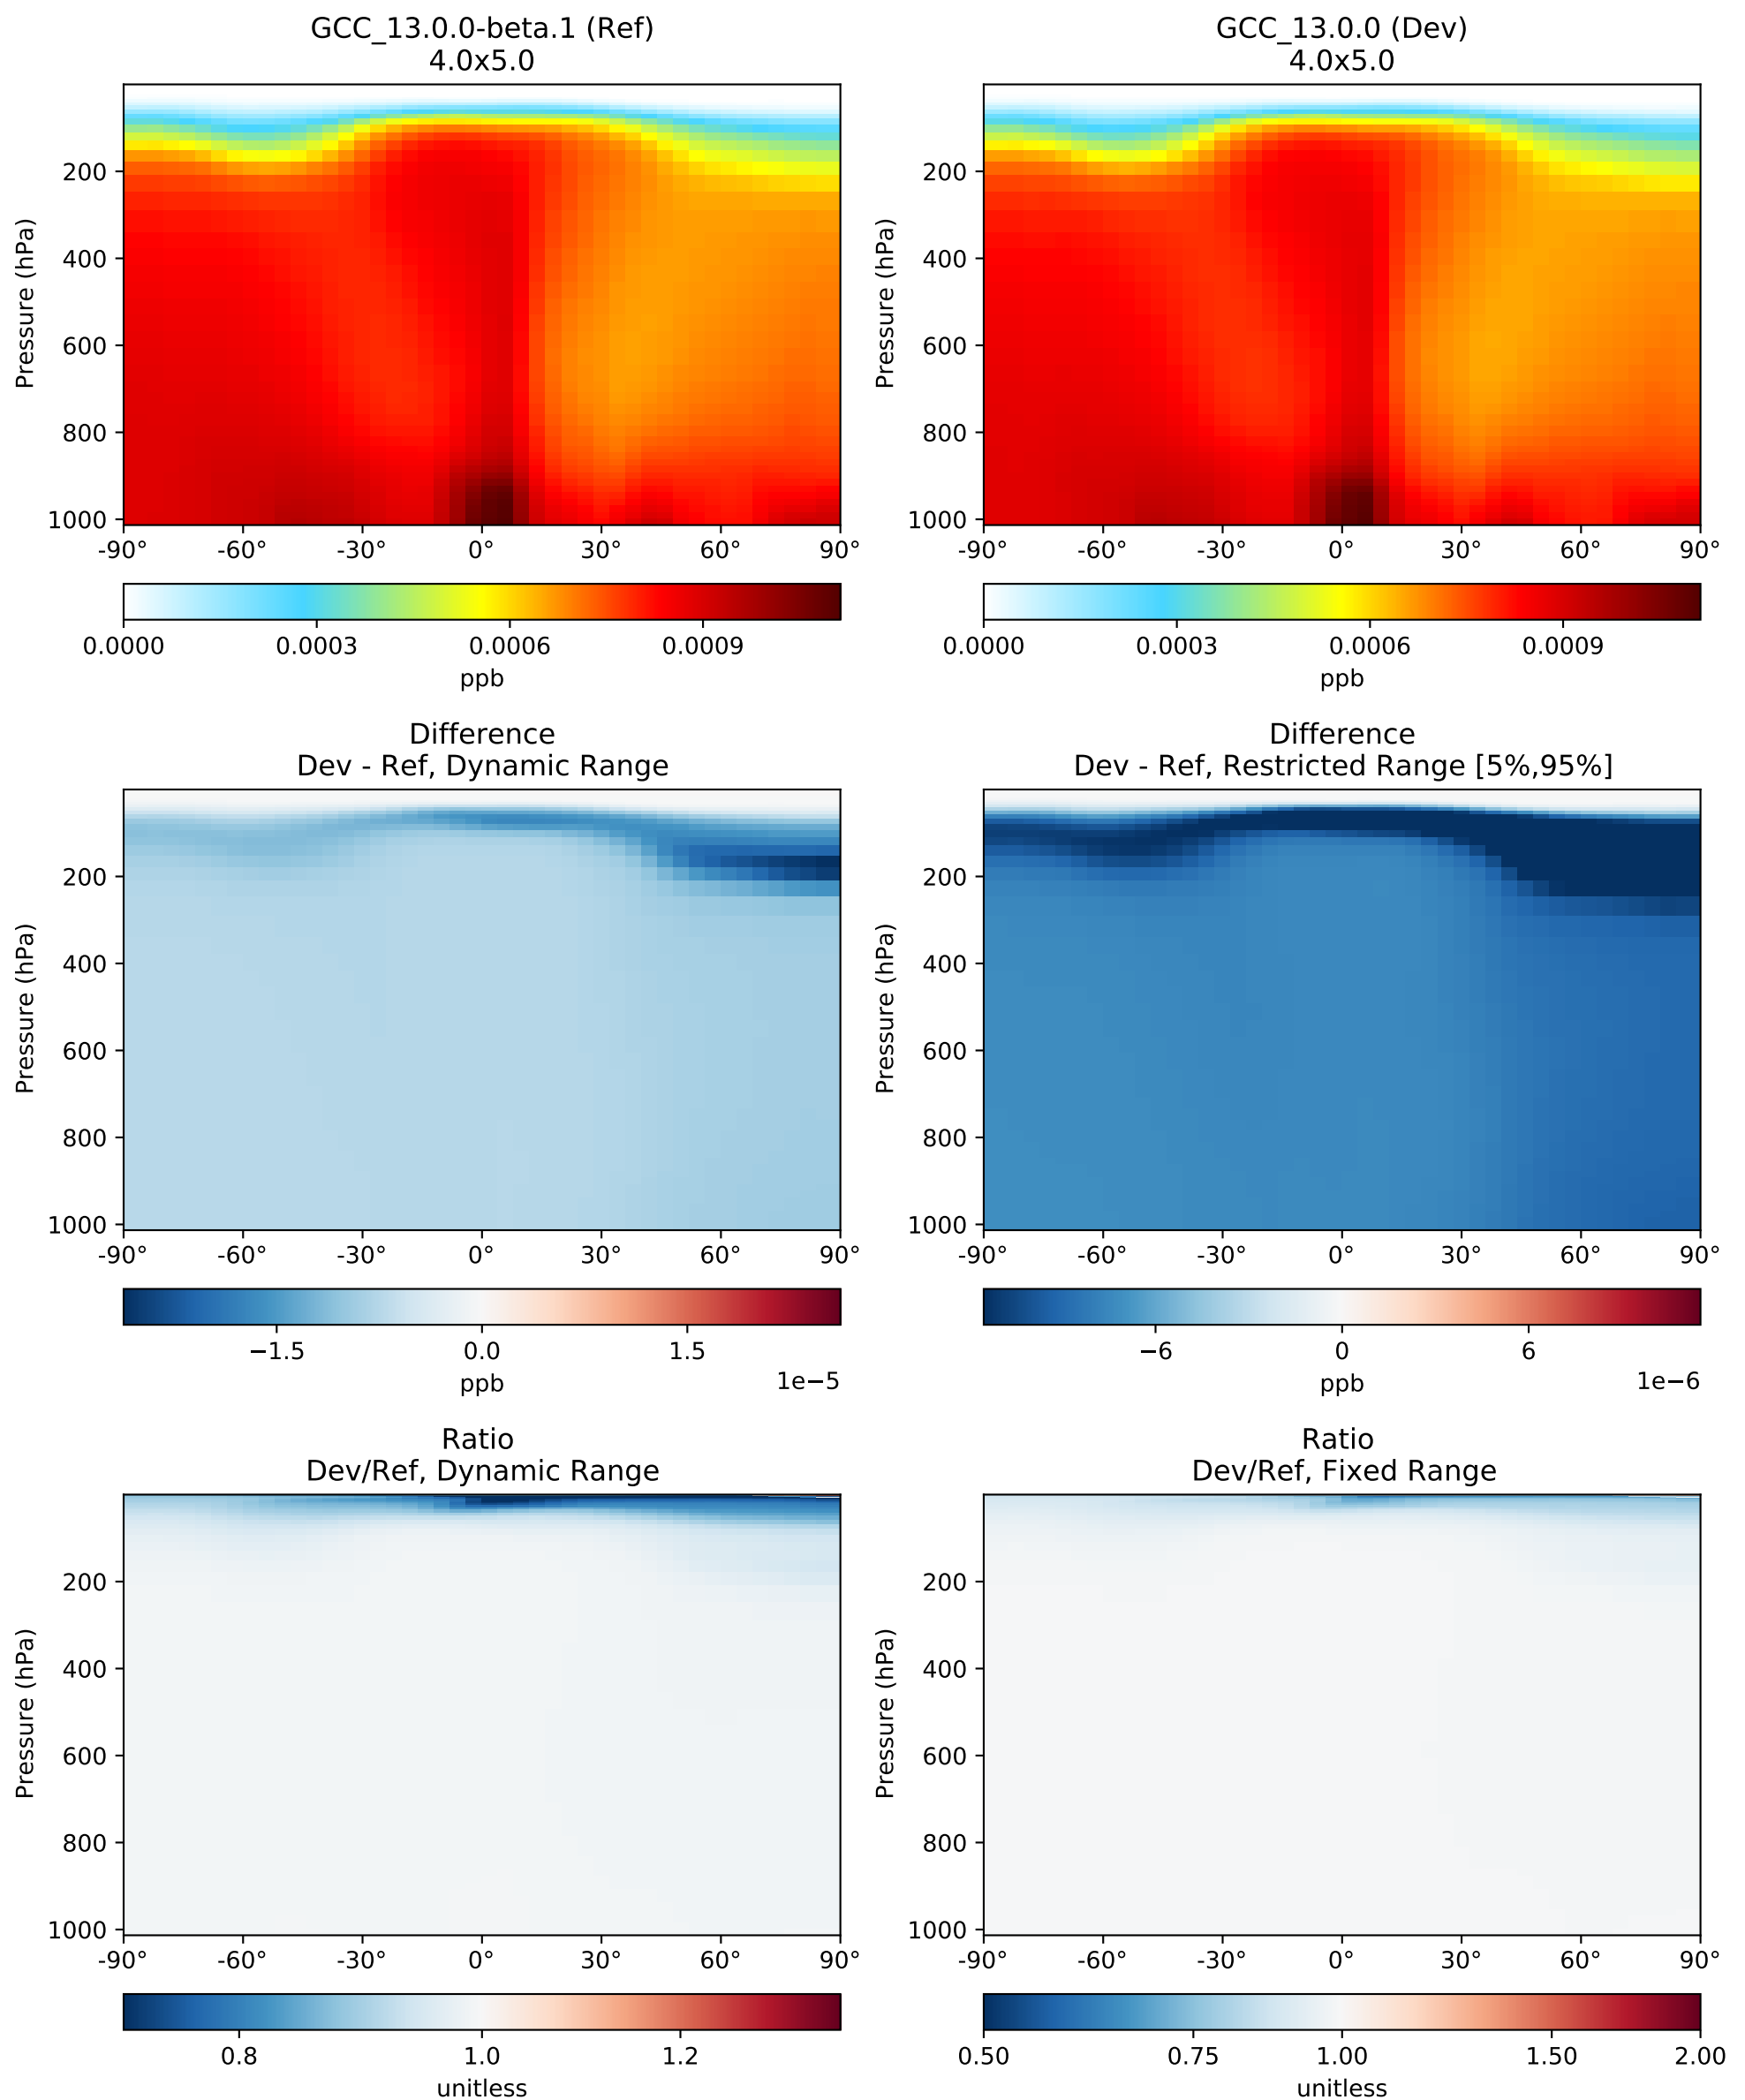 GCC_13.0.0-beta.1 (Ref)
4.0x5.0
Pressure (hPa)
200
400
600
800
1000
-90° -60° -30° 0° 30° 60° 90°
0.0000 0.0003 0.0006 0.0009
ppb
GCC_13.0.0 (Dev)
4.0x5.0
Pressure (hPa)
200
400
600
800
1000
-90° -60° -30° 0° 30° 60° 90°
0.0000 0.0003 0.0006 0.0009
ppb
Difference
Dev - Ref, Dynamic Range
Pressure (hPa)
200
400
600
800
1000
-90° -60° -30° 0° 30° 60° 90°
−1.5 0.0 1.5
ppb
1e−5
Difference
Dev - Ref, Restricted Range [5%,95%]
Pressure (hPa)
200
400
600
800
1000
-90° -60° -30° 0° 30° 60° 90°
−6 0 6
ppb
1e−6
Ratio
Dev/Ref, Dynamic Range
Pressure (hPa)
200
400
600
800
1000
-90° -60° -30° 0° 30° 60° 90°
0.8 1.0 1.2
unitless
Ratio
Dev/Ref, Fixed Range
Pressure (hPa)
200
400
600
800
1000
-90° -60° -30° 0° 30° 60° 90°
0.50 0.75 1.00 1.50 2.00
unitless